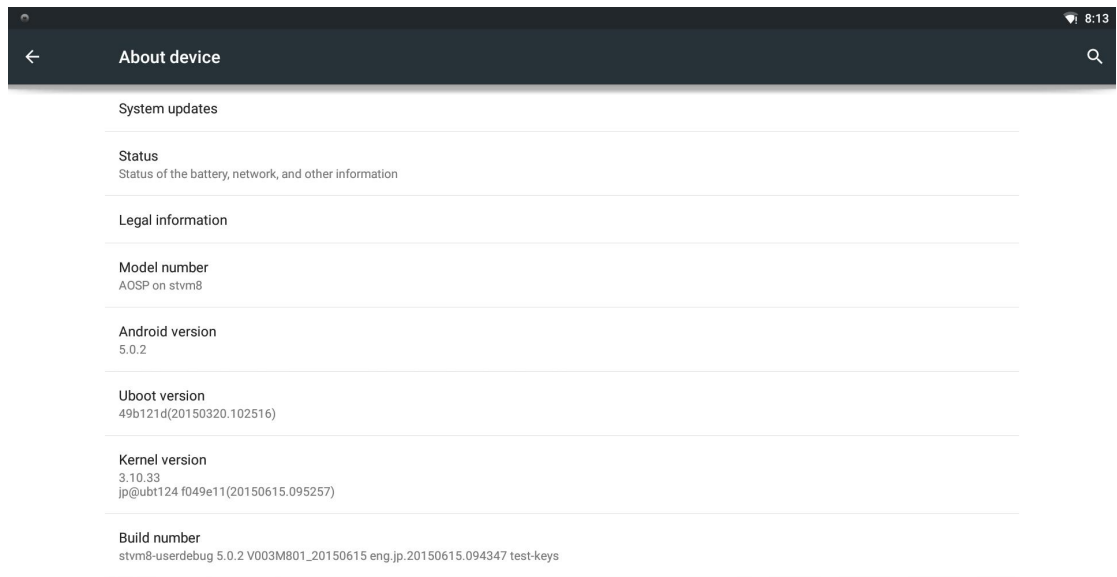 8:13
About device
System updates
Status
Status of the battery, network, and other information
Legal information
Model number
AOSP on stvm8
Android version
5.0.2
Uboot version
49b121d(20150320.102516)
Kernel version
3.10.33
jp@ubt124 f049e11(20150615.095257)
Build number
stvm8-userdebug 5.0.2 V003M801_20150615 eng.jp.20150615.094347 test-keys